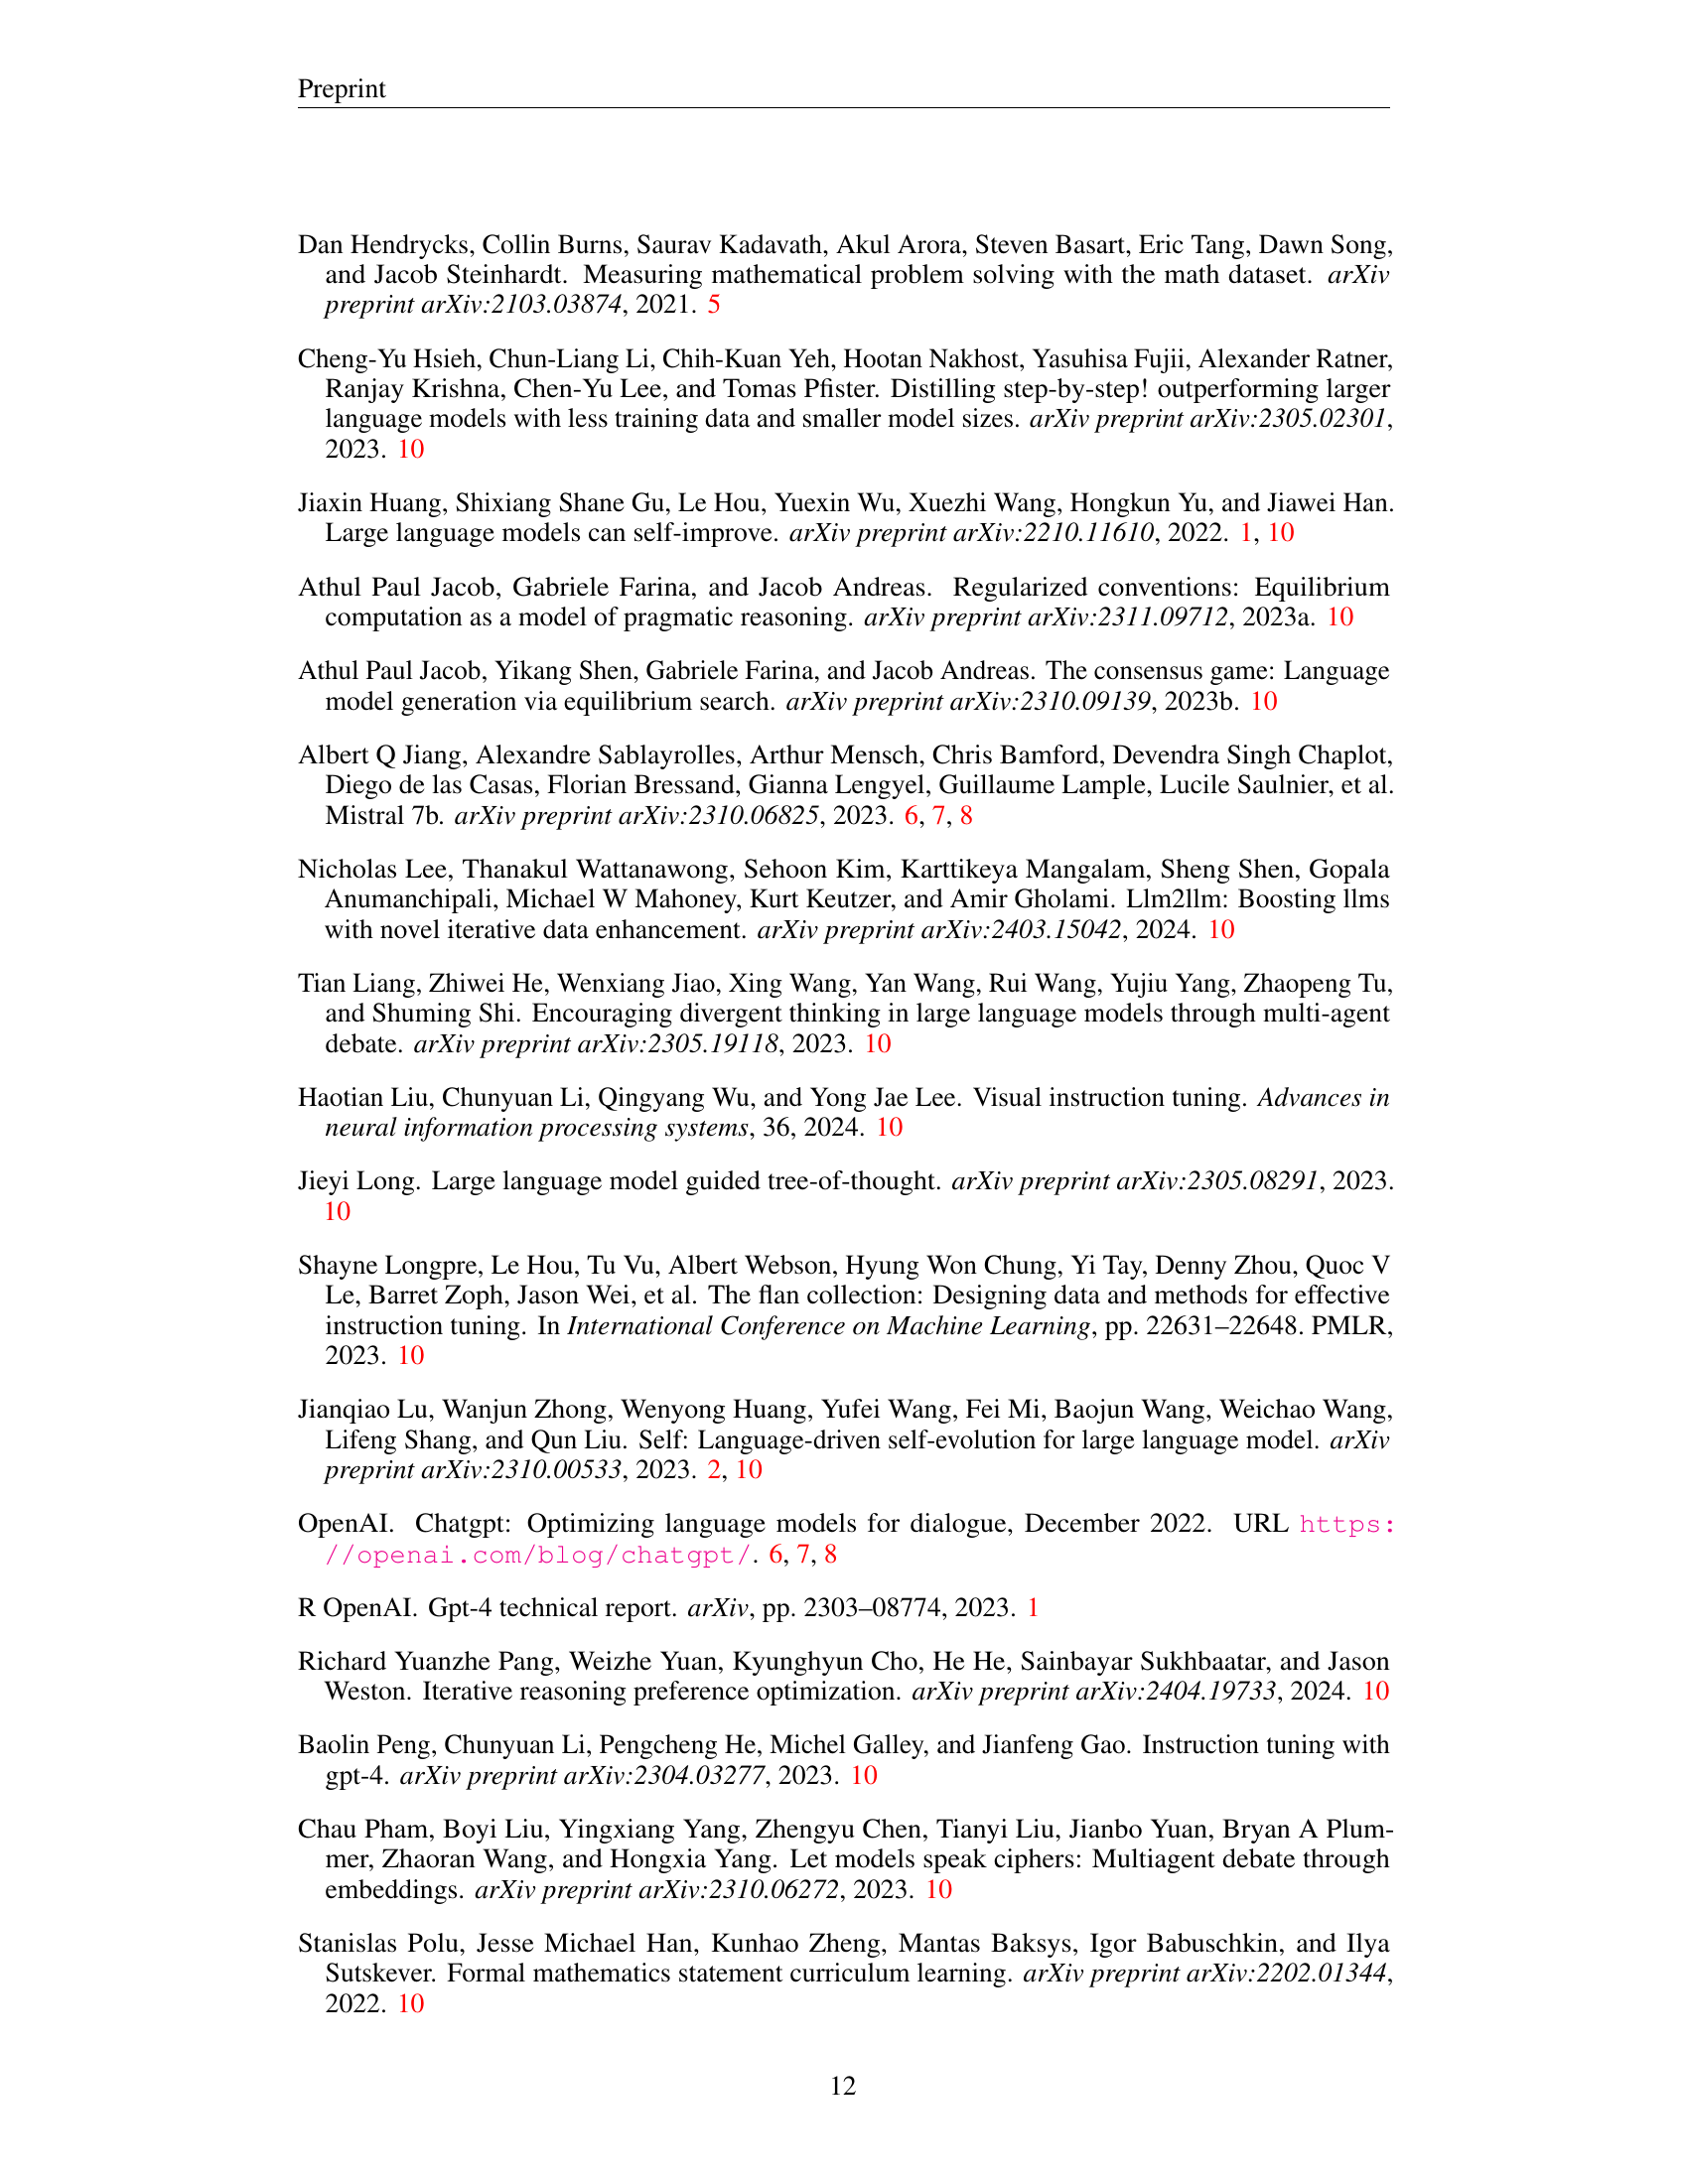 Preprint
Dan Hendrycks, Collin Burns, Saurav Kadavath, Akul Arora, Steven Basart, Eric Tang, Dawn Song,
and Jacob Steinhardt. Measuring mathematical problem solving with the math dataset. arXiv
preprint arXiv:2103.03874, 2021. 5
Cheng-Yu Hsieh, Chun-Liang Li, Chih-Kuan Yeh, Hootan Nakhost, Yasuhisa Fujii, Alexander Ratner,
Ranjay Krishna, Chen-Yu Lee, and Tomas Pfister. Distilling step-by-step! outperforming larger
language models with less training data and smaller model sizes. arXiv preprint arXiv:2305.02301,
2023. 10
Jiaxin Huang, Shixiang Shane Gu, Le Hou, Yuexin Wu, Xuezhi Wang, Hongkun Yu, and Jiawei Han.
Large language models can self-improve. arXiv preprint arXiv:2210.11610, 2022. 1, 10
Athul Paul Jacob, Gabriele Farina, and Jacob Andreas. Regularized conventions: Equilibrium
computation as a model of pragmatic reasoning. arXiv preprint arXiv:2311.09712, 2023a. 10
Athul Paul Jacob, Yikang Shen, Gabriele Farina, and Jacob Andreas. The consensus game: Language
model generation via equilibrium search. arXiv preprint arXiv:2310.09139, 2023b. 10
Albert Q Jiang, Alexandre Sablayrolles, Arthur Mensch, Chris Bamford, Devendra Singh Chaplot,
Diego de las Casas, Florian Bressand, Gianna Lengyel, Guillaume Lample, Lucile Saulnier, et al.
Mistral 7b. arXiv preprint arXiv:2310.06825, 2023. 6, 7, 8
Nicholas Lee, Thanakul Wattanawong, Sehoon Kim, Karttikeya Mangalam, Sheng Shen, Gopala
Anumanchipali, Michael W Mahoney, Kurt Keutzer, and Amir Gholami. Llm2llm: Boosting llms
with novel iterative data enhancement. arXiv preprint arXiv:2403.15042, 2024. 10
Tian Liang, Zhiwei He, Wenxiang Jiao, Xing Wang, Yan Wang, Rui Wang, Yujiu Yang, Zhaopeng Tu,
and Shuming Shi. Encouraging divergent thinking in large language models through multi-agent
debate. arXiv preprint arXiv:2305.19118, 2023. 10
Haotian Liu, Chunyuan Li, Qingyang Wu, and Yong Jae Lee. Visual instruction tuning. Advances in
neural information processing systems, 36, 2024. 10
Jieyi Long. Large language model guided tree-of-thought. arXiv preprint arXiv:2305.08291, 2023.
10
Shayne Longpre, Le Hou, Tu Vu, Albert Webson, Hyung Won Chung, Yi Tay, Denny Zhou, Quoc V
Le, Barret Zoph, Jason Wei, et al. The flan collection: Designing data and methods for effective
instruction tuning. In International Conference on Machine Learning, pp. 22631–22648. PMLR,
2023. 10
Jianqiao Lu, Wanjun Zhong, Wenyong Huang, Yufei Wang, Fei Mi, Baojun Wang, Weichao Wang,
Lifeng Shang, and Qun Liu. Self: Language-driven self-evolution for large language model. arXiv
preprint arXiv:2310.00533, 2023. 2, 10
OpenAI. Chatgpt: Optimizing language models for dialogue, December 2022. URL https:
//openai.com/blog/chatgpt/. 6, 7, 8
R OpenAI. Gpt-4 technical report. arXiv, pp. 2303–08774, 2023. 1
Richard Yuanzhe Pang, Weizhe Yuan, Kyunghyun Cho, He He, Sainbayar Sukhbaatar, and Jason
Weston. Iterative reasoning preference optimization. arXiv preprint arXiv:2404.19733, 2024. 10
Baolin Peng, Chunyuan Li, Pengcheng He, Michel Galley, and Jianfeng Gao. Instruction tuning with
gpt-4. arXiv preprint arXiv:2304.03277, 2023. 10
Chau Pham, Boyi Liu, Yingxiang Yang, Zhengyu Chen, Tianyi Liu, Jianbo Yuan, Bryan A Plum-
mer, Zhaoran Wang, and Hongxia Yang. Let models speak ciphers: Multiagent debate through
embeddings. arXiv preprint arXiv:2310.06272, 2023. 10
Stanislas Polu, Jesse Michael Han, Kunhao Zheng, Mantas Baksys, Igor Babuschkin, and Ilya
Sutskever. Formal mathematics statement curriculum learning. arXiv preprint arXiv:2202.01344,
2022. 10
12